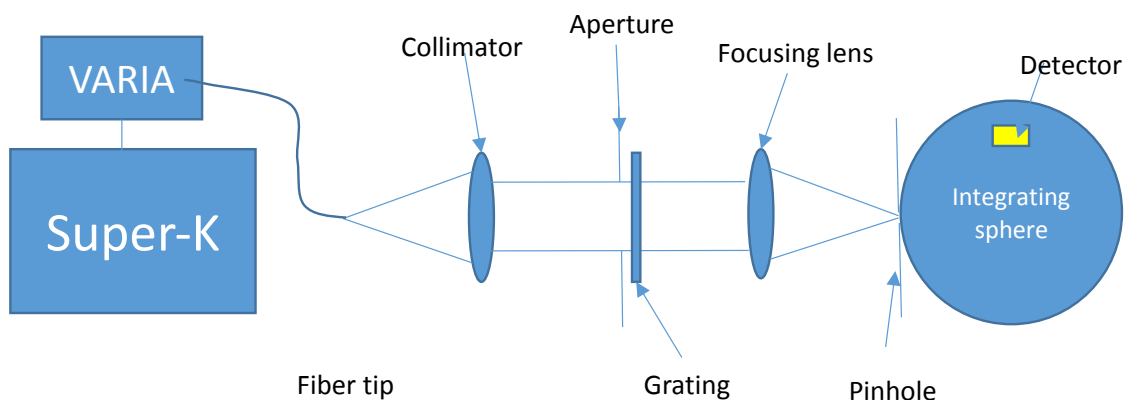 Aperture
Collimator
Focusing lens
Detector
VARIA
Super-K
Integrating
sphere
Fiber tip
Grating
Pinhole